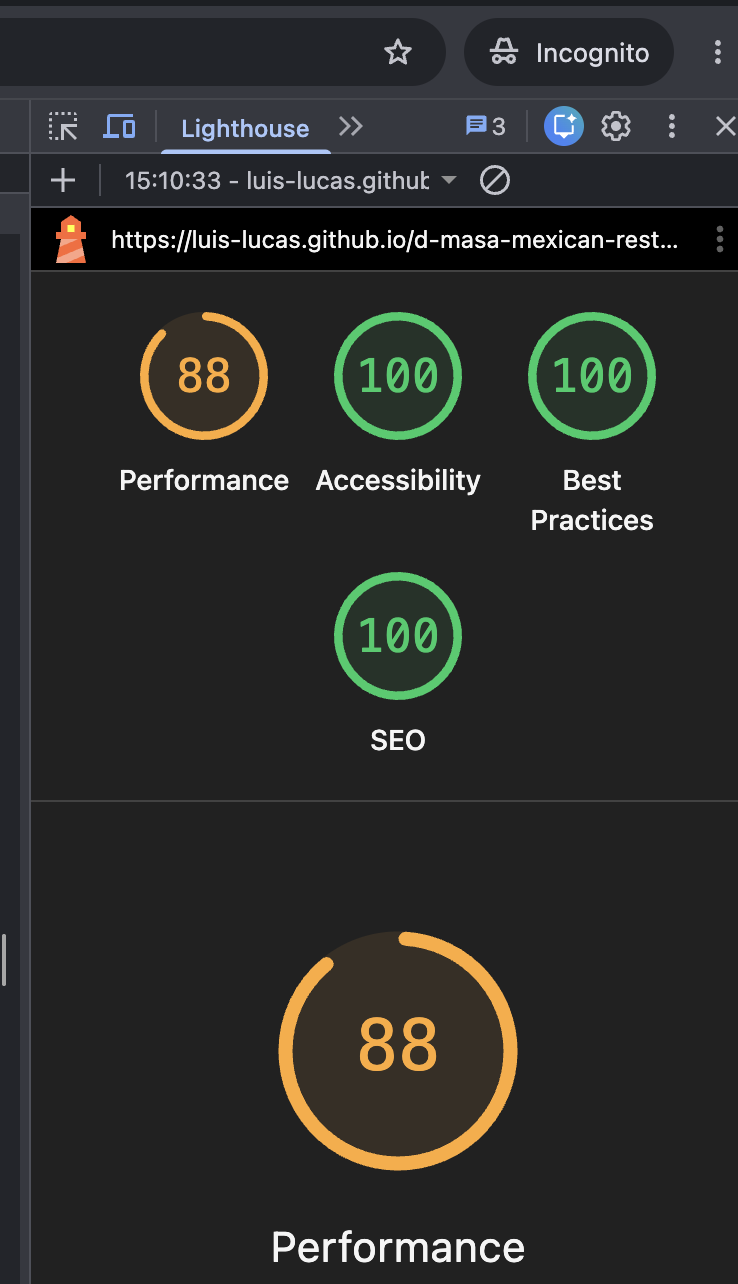 Incognito
Lighthouse
3
15:10:33 - luis-lucas.github
https://luis-lucas.github.io/d-masa-mexican-rest...
88
100
100
Performance
Accessibility
Best
Practices
100
SEO
88
Performance